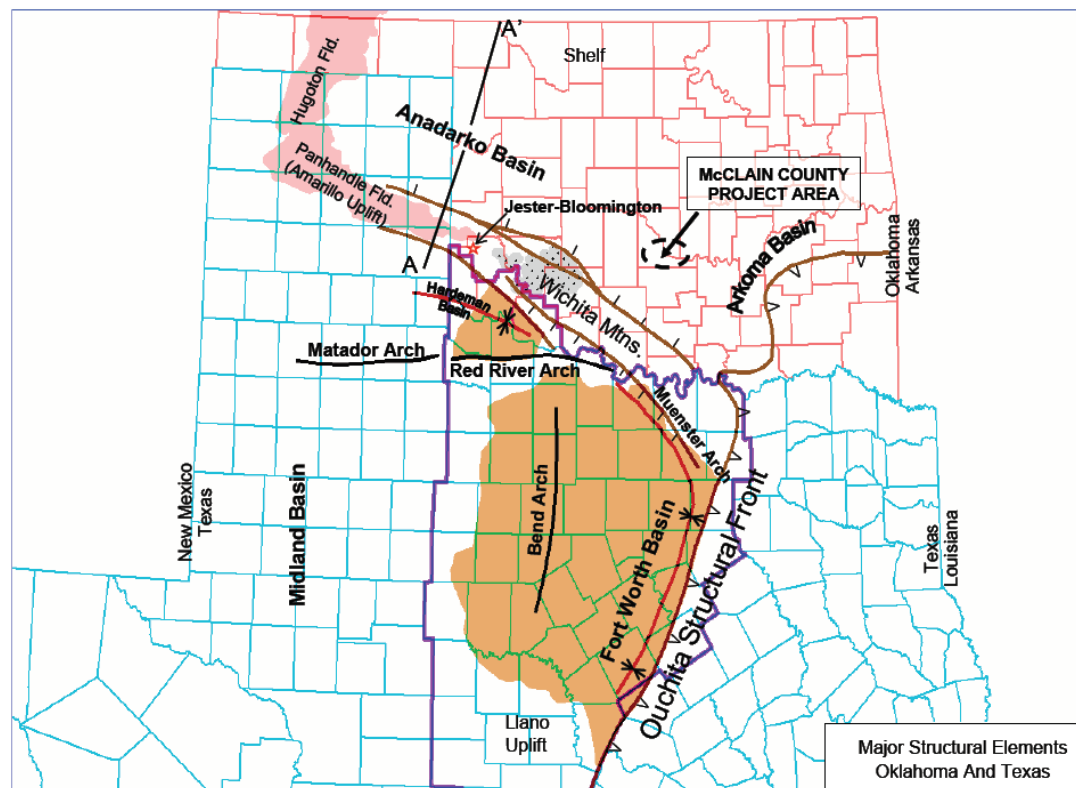 A'
Shelf
Hugoton Fld.
Anadarko Basin
Panhandle Fld.
(Amarillo Uplift)
McCLAIN COUNTY
PROJECT AREA
Jester-Bloomington
A
Arkoma Basin
Oklahoma
Arkansas
Hardeman
Basin
Wichita Mtns.
Matador Arch
Red River Arch
Muenster Arch
New Mexico
Texas
Midland Basin
Bend Arch
Fort Worth Basin
Ouchita Structural Front
Texas
Louisiana
Llano
Uplift
Major Structural Elements
Oklahoma And Texas